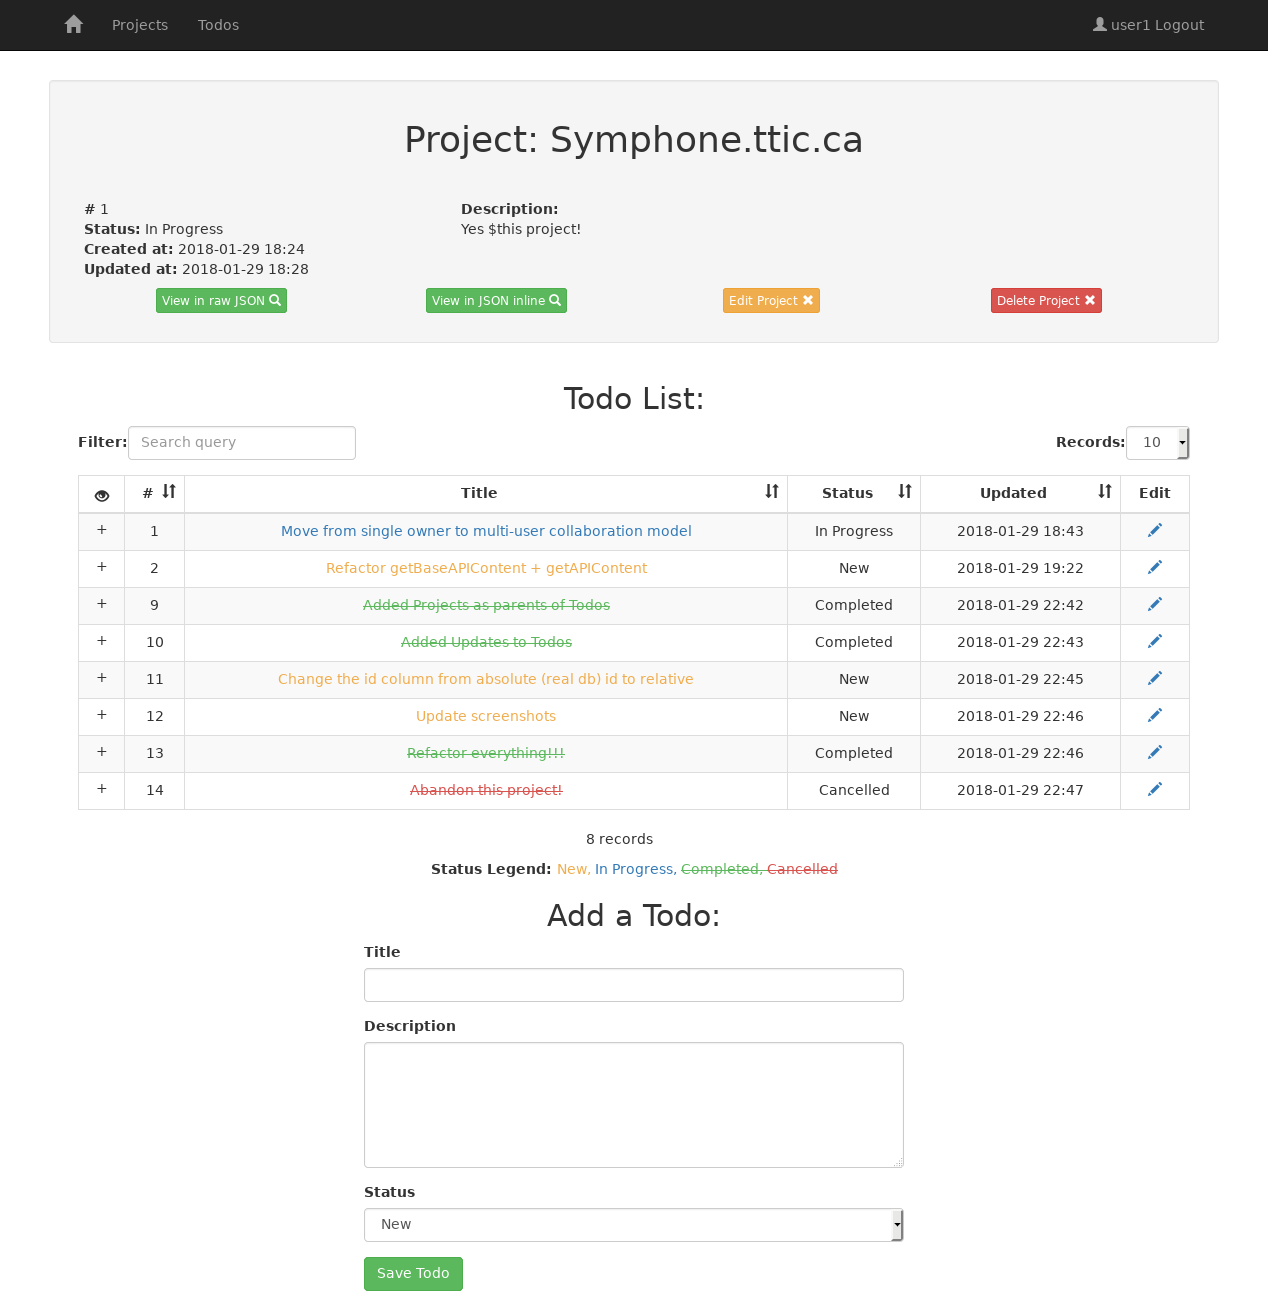 Projects Todos user1 Logout
Project: Symphone.ttic.ca
# 1
Status: In Progress
Created at: 2018-01-29 18:24
Updated at: 2018-01-29 18:28
Description:
Yes $this project!
View in raw JSON View in JSON inline Edit Project Delete Project
Todo List:
Filter: Search query Records: 10
# Title Status Updated Edit
+ 1 Move from single owner to multi-user collaboration model In Progress 2018-01-29 18:43
+ 2 Refactor getBaseAPIContent + getAPIContent New 2018-01-29 19:22
+ 9 Added Projects as parents of Todos Completed 2018-01-29 22:42
+ 10 Added Updates to Todos Completed 2018-01-29 22:43
+ 11 Change the id column from absolute (real db) id to relative New 2018-01-29 22:45
+ 12 Update screenshots New 2018-01-29 22:46
+ 13 Refactor everything!!! Completed 2018-01-29 22:46
+ 14 Abandon this project! Cancelled 2018-01-29 22:47
8 records
Status Legend: New, In Progress, Completed, Cancelled
Add a Todo:
Title
Description
Status
New
Save Todo